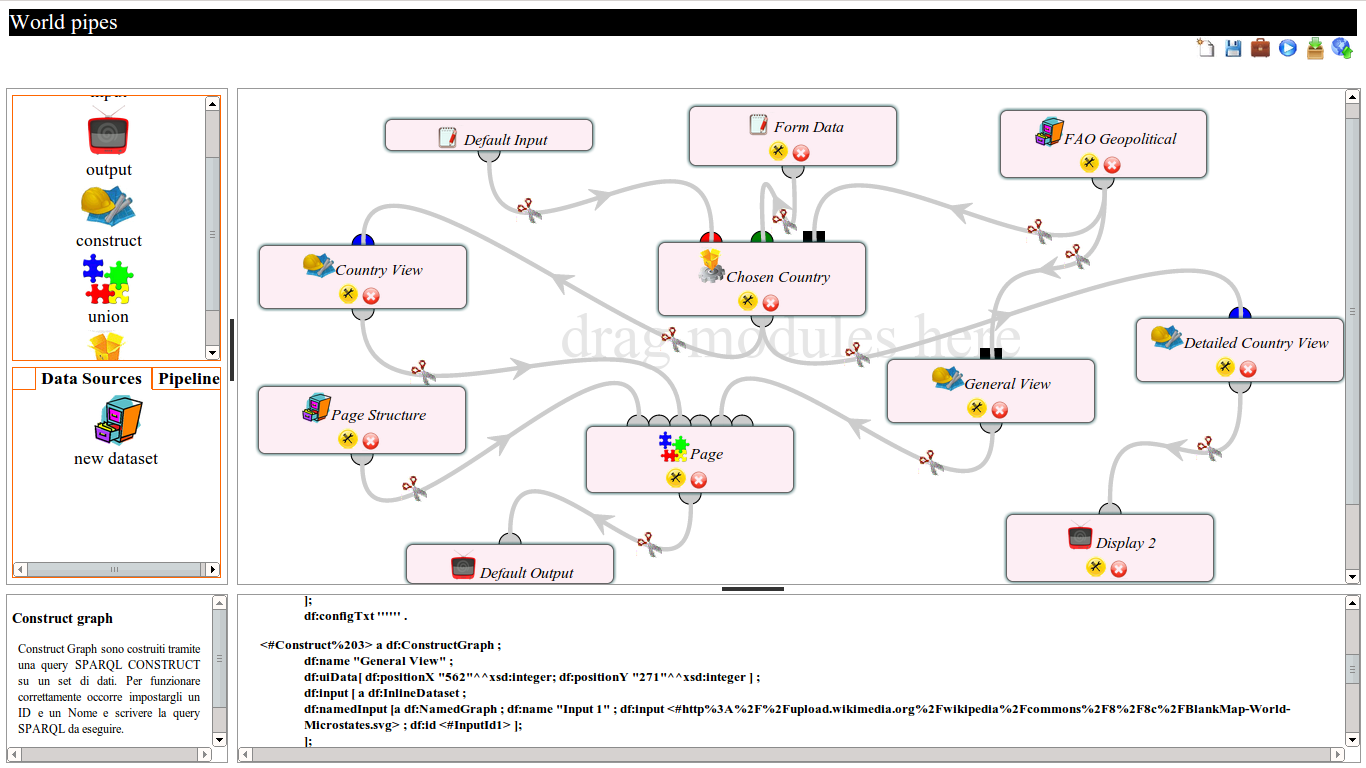 World pipes
input
output
construct
union
Data Sources
Pipeline
new dataset
Construct graph
Construct Graph sono costruiti tramite
una query SPARQL CONSTRUCT
su un set di dati. Per funzionare
correttamente occorre impostargli un
ID e un Nome e scrivere la query
SPARQL da eseguire.
drag modules here
Default Input
Form Data
FAO Geopolitical
Country View
Chosen Country
Detailed Country View
General View
Page Structure
Page
Default Output
Display 2
];
df:configTxt """""" .
<#Construct%203> a df:ConstructGraph ;
df:name "General View" ;
df:uiData[ df:positionX "562"^^xsd:integer; df:positionY "271"^^xsd:integer ] ;
df:input [ a df:InlineDataset ;
df:namedInput [a df:NamedGraph ; df:name "Input 1" ; df:input <#http%3A%2F%2Fupload.wikimedia.org%2Fwikipedia%2Fcommons%2F8%2F8c%2FBlankMap-World-
Microstates.svg> ; df:id <#InputId1> ];
];